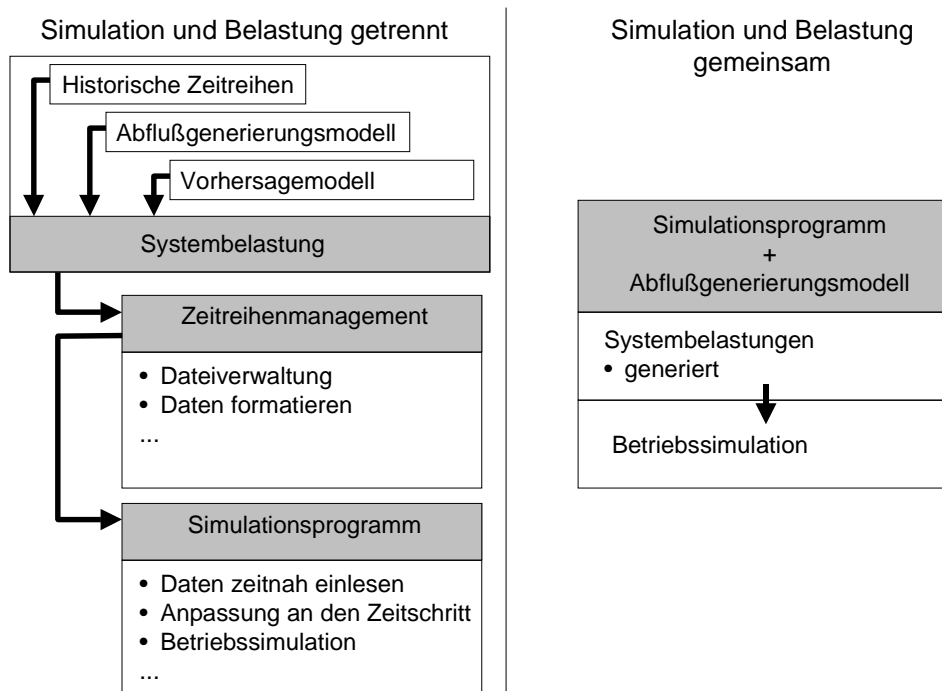 Simulation und Belastung getrennt
Historische Zeitreihen
Abflußgenerierungsmodell
Vorhersagemodell
Systembelastung
Zeitreihenmanagement
• Dateiverwaltung
• Daten formatieren
...
Simulationsprogramm
• Daten zeitnah einlesen
• Anpassung an den Zeitschritt
• Betriebssimulation
...
Simulation und Belastung
gemeinsam
Simulationsprogramm
+
Abflußgenerierungsmodell
Systembelastungen
• generiert
Betriebssimulation